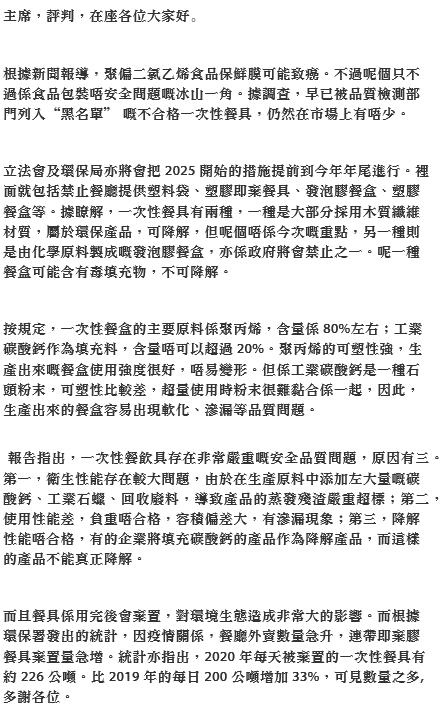 主席，評判，在座各位大家好。
根據新聞報導，聚偏二氯乙烯食品保鮮膜可能致癌。不過呢個只不
過係食品包裝唔安全問題嘅冰山一角。據調查，早已被品質檢測部
門列入“黑名單” 嘅不合格一次性餐具，仍然在市場上有唔少。
立法會及環保局亦將會把 2025 開始的措施提前到今年年尾進行。裡
面就包括禁止餐廳提供塑料袋、塑膠即棄餐具、發泡膠餐盒、塑膠
餐盒等。據瞭解，一次性餐具有兩種，一種是大部分採用木質纖維
材質，屬於環保產品，可降解，但呢個唔係今次嘅重點，另一種則
是由化學原料製成嘅發泡膠餐盒，亦係政府將會禁止之一。呢一種
餐盒可能含有毒填充物，不可降解。
按規定，一次性餐盒的主要原料係聚丙烯，含量係 80%左右；工業
碳酸鈣作為填充料，含量唔可以超過 20%。聚丙烯的可塑性強，生
產出來嘅餐盒使用強度很好，唔易變形。但係工業碳酸鈣是一種石
頭粉末，可塑性比較差，超量使用時粉末很難黏合係一起，因此，
生產出來的餐盒容易出現軟化、滲漏等品質問題。
報告指出，一次性餐飲具存在非常嚴重嘅安全品質問題，原因有三。
第一，衛生性能存在較大問題，由於在生產原料中添加左大量嘅碳
酸鈣、工業石蠟、回收廢料，導致產品的蒸發殘渣嚴重超標；第二，
使用性能差，負重唔合格，容積偏差大，有滲漏現象；第三，降解
性能唔合格，有的企業將填充碳酸鈣的產品作為降解產品，而這樣
的產品不能真正降解。
而且餐具係用完後會棄置，對環境生態造成非常大的影響。而根據
環保署發出的統計，因疫情關係，餐廳外賣數量急升，連帶即棄膠
餐具棄置量急增。統計亦指出，2020 年每天被棄置的一次性餐具有
約 226 公噸。比 2019 年的每日 200 公噸增加 33%，可見數量之多,
多謝各位。